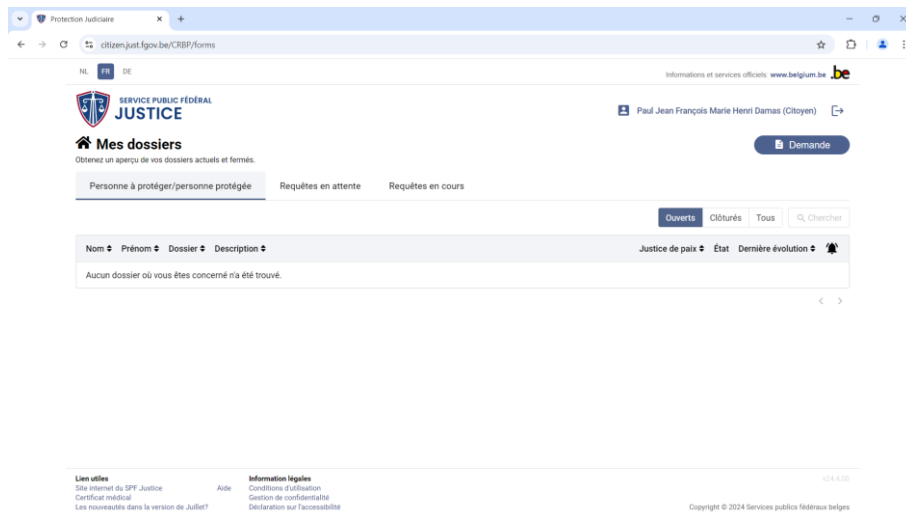 Protection Judiciaire
citizen.just.fgov.be/CRBP/forms
NL FR DE
Informations et services officiels: www.belgium.be .be
SERVICE PUBLIC FÉDÉRAL
JUSTICE
Paul Jean François Marie Henri Damas (Citoyen)
Mes dossiers
Demande
Obtenez un aperçu de vos dossiers actuels et fermés.
Personne à protéger/personne protégée Requêtes en attente Requêtes en cours
Ouverts Clôturés Tous Chercher
Nom Prénom Dossier Description Justice de paix État Dernière évolution
Aucun dossier où vous êtes concerné n'a été trouvé.
Lien utiles Information légales v24.4.00
Site internet du SPF Justice Aide Conditions d'utilisation
Certificat médical Gestion de confidentialité
Les nouveautés dans la version de Juillet? Déclaration sur l'accessibilité Copyright © 2024 Services publics fédéraux belges